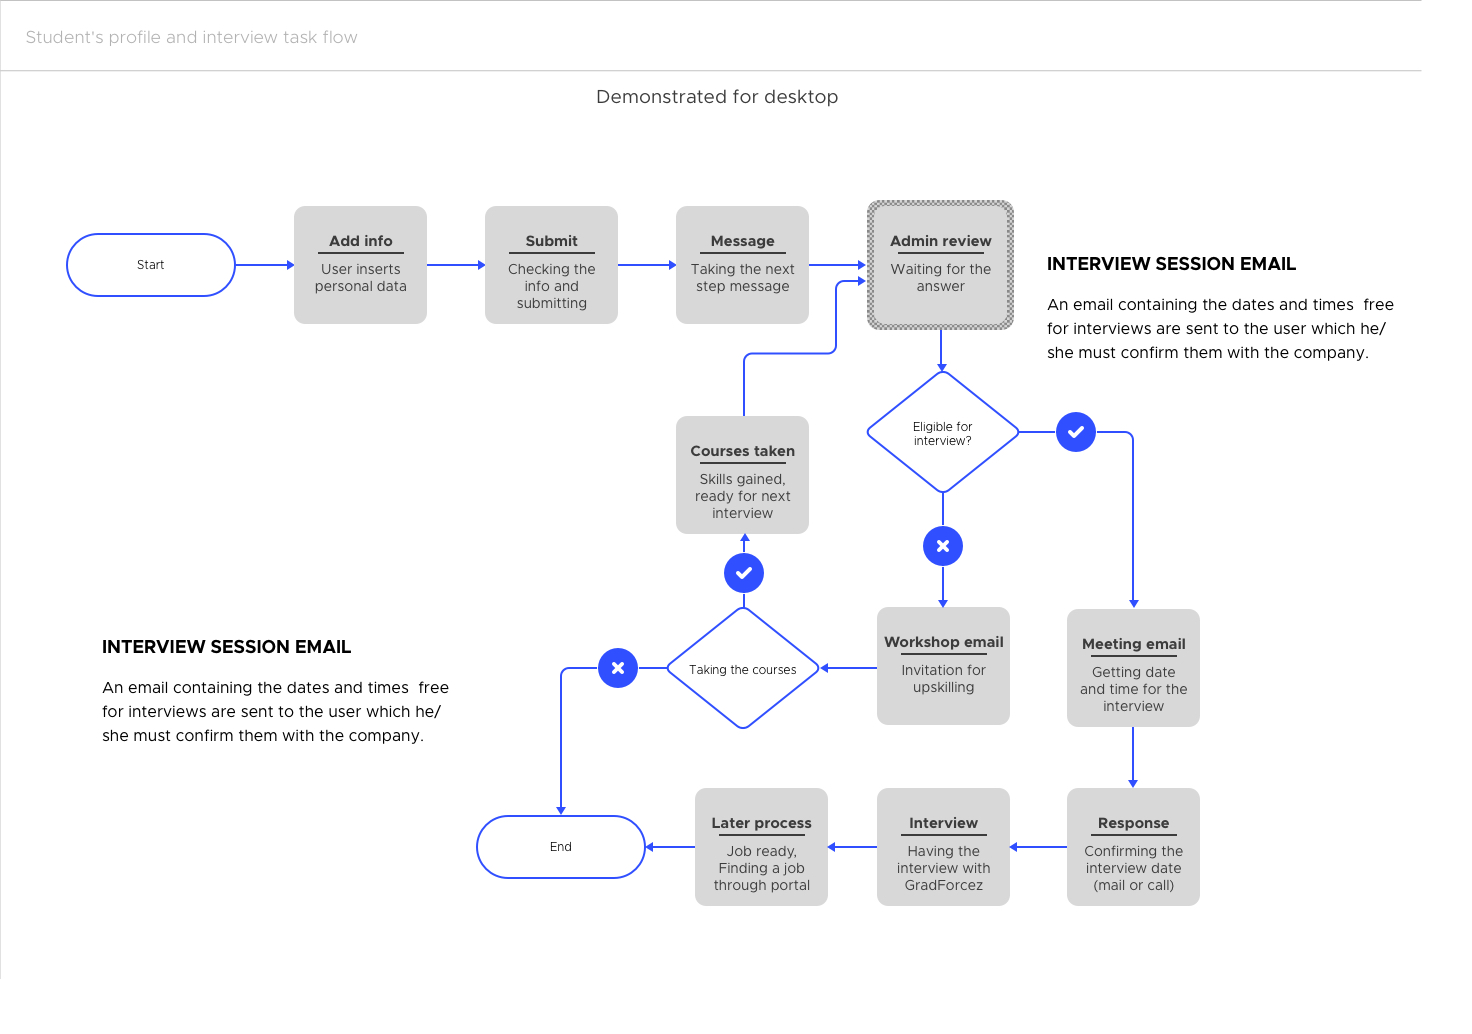 Student's profile and interview task flow
Demonstrated for desktop
Start
Add info
User inserts
personal data
Submit
Checking the
info and
submitting
Message
Taking the next
step message
Admin review
Waiting for the
answer
INTERVIEW SESSION EMAIL
An email containing the dates and times  free
for interviews are sent to the user which he/
she must confirm them with the company.
Eligible for
interview?
Courses taken
Skills gained,
ready for next
interview
INTERVIEW SESSION EMAIL
An email containing the dates and times  free
for interviews are sent to the user which he/
she must confirm them with the company.
Taking the courses
Workshop email
Invitation for
upskilling
Meeting email
Getting date
and time for the
interview
End
Later process
Job ready,
Finding a job
through portal
Interview
Having the
interview with
GradForcez
Response
Confirming the
interview date
(mail or call)